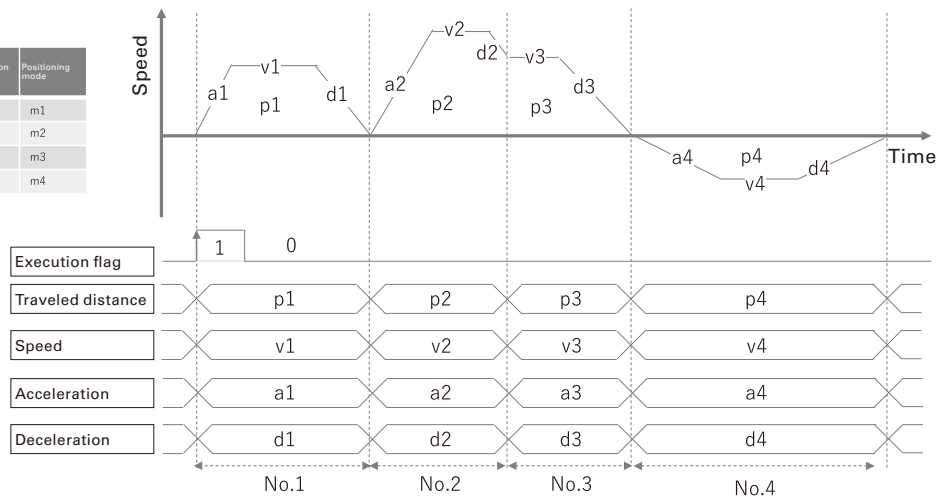 on
Positioning
mode
m1
m2
m3
m4
Speed
a1
v1
p1
d1
a2
v2
d2
p2
v3
p3
d3
a4
p4
v4
d4
Time
Execution flag
1
0
Traveled distance
p1
p2
p3
p4
Speed
v1
v2
v3
v4
Acceleration
a1
a2
a3
a4
Deceleration
d1
d2
d3
d4
No.1
No.2
No.3
No.4